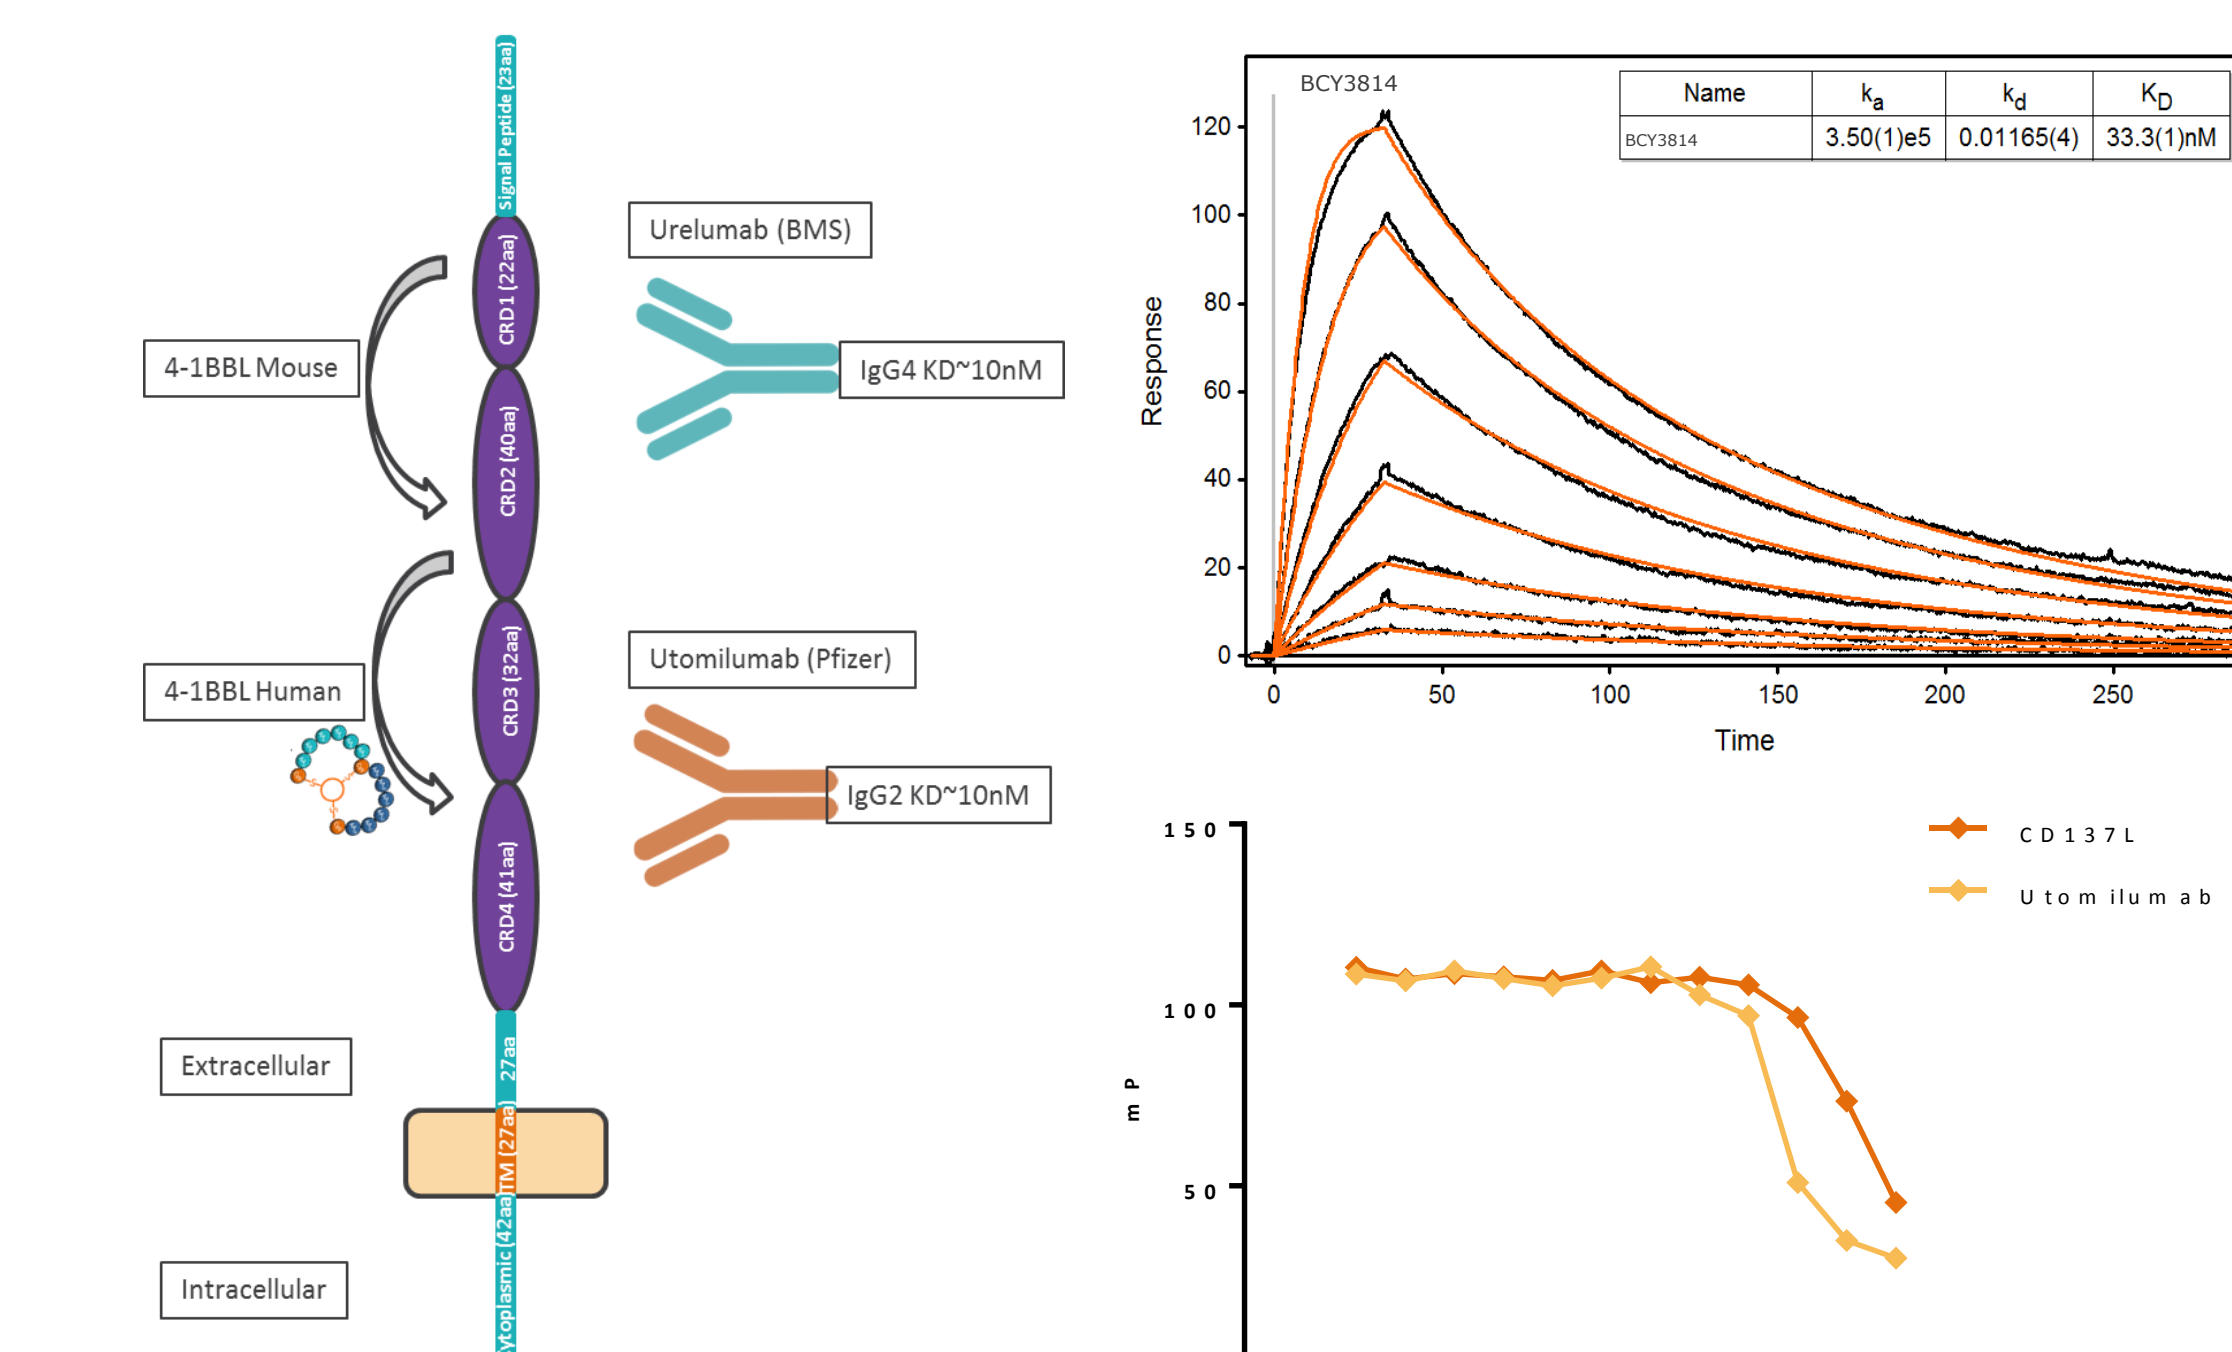 Signal Peptide (23aa)
CRD1 (22aa)
CRD2 (40aa)
CRD3 (32aa)
CRD4 (41aa)
27aa
TM (27aa)
ytoplasmic (42aa)
4-1BBL Mouse
4-1BBL Human
Extracellular
Intracellular
Urelumab (BMS)
IgG4 KD~10nM
Utomilumab (Pfizer)
IgG2 KD~10nM
BCY3814
Name ka kd KD
BCY3814 3.50(1)e5 0.01165(4) 33.3(1)nM
Response
120
100
80
60
40
20
0
0 50 100 150 200 250
Time
150
100
50
mP
CD137L
Utomilumab